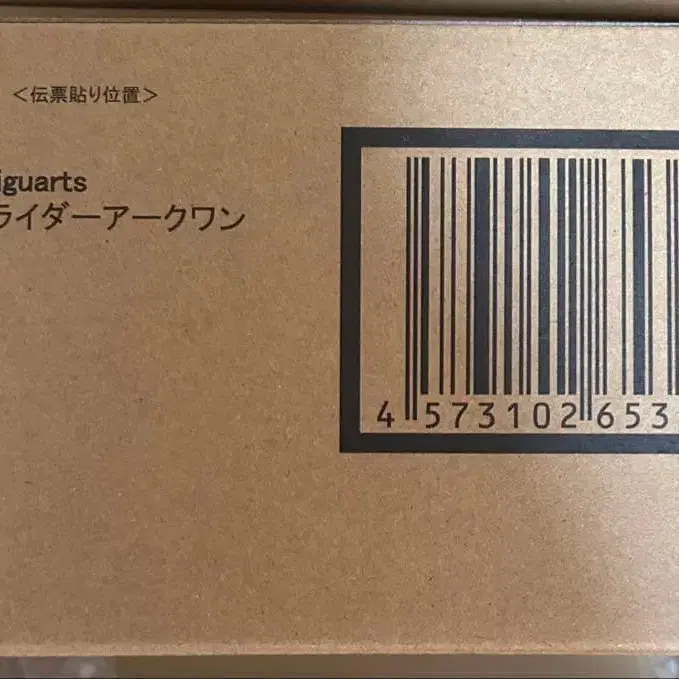 ＜伝票貼り位置＞
iguarts
ライダーアークワン
4 573102 653